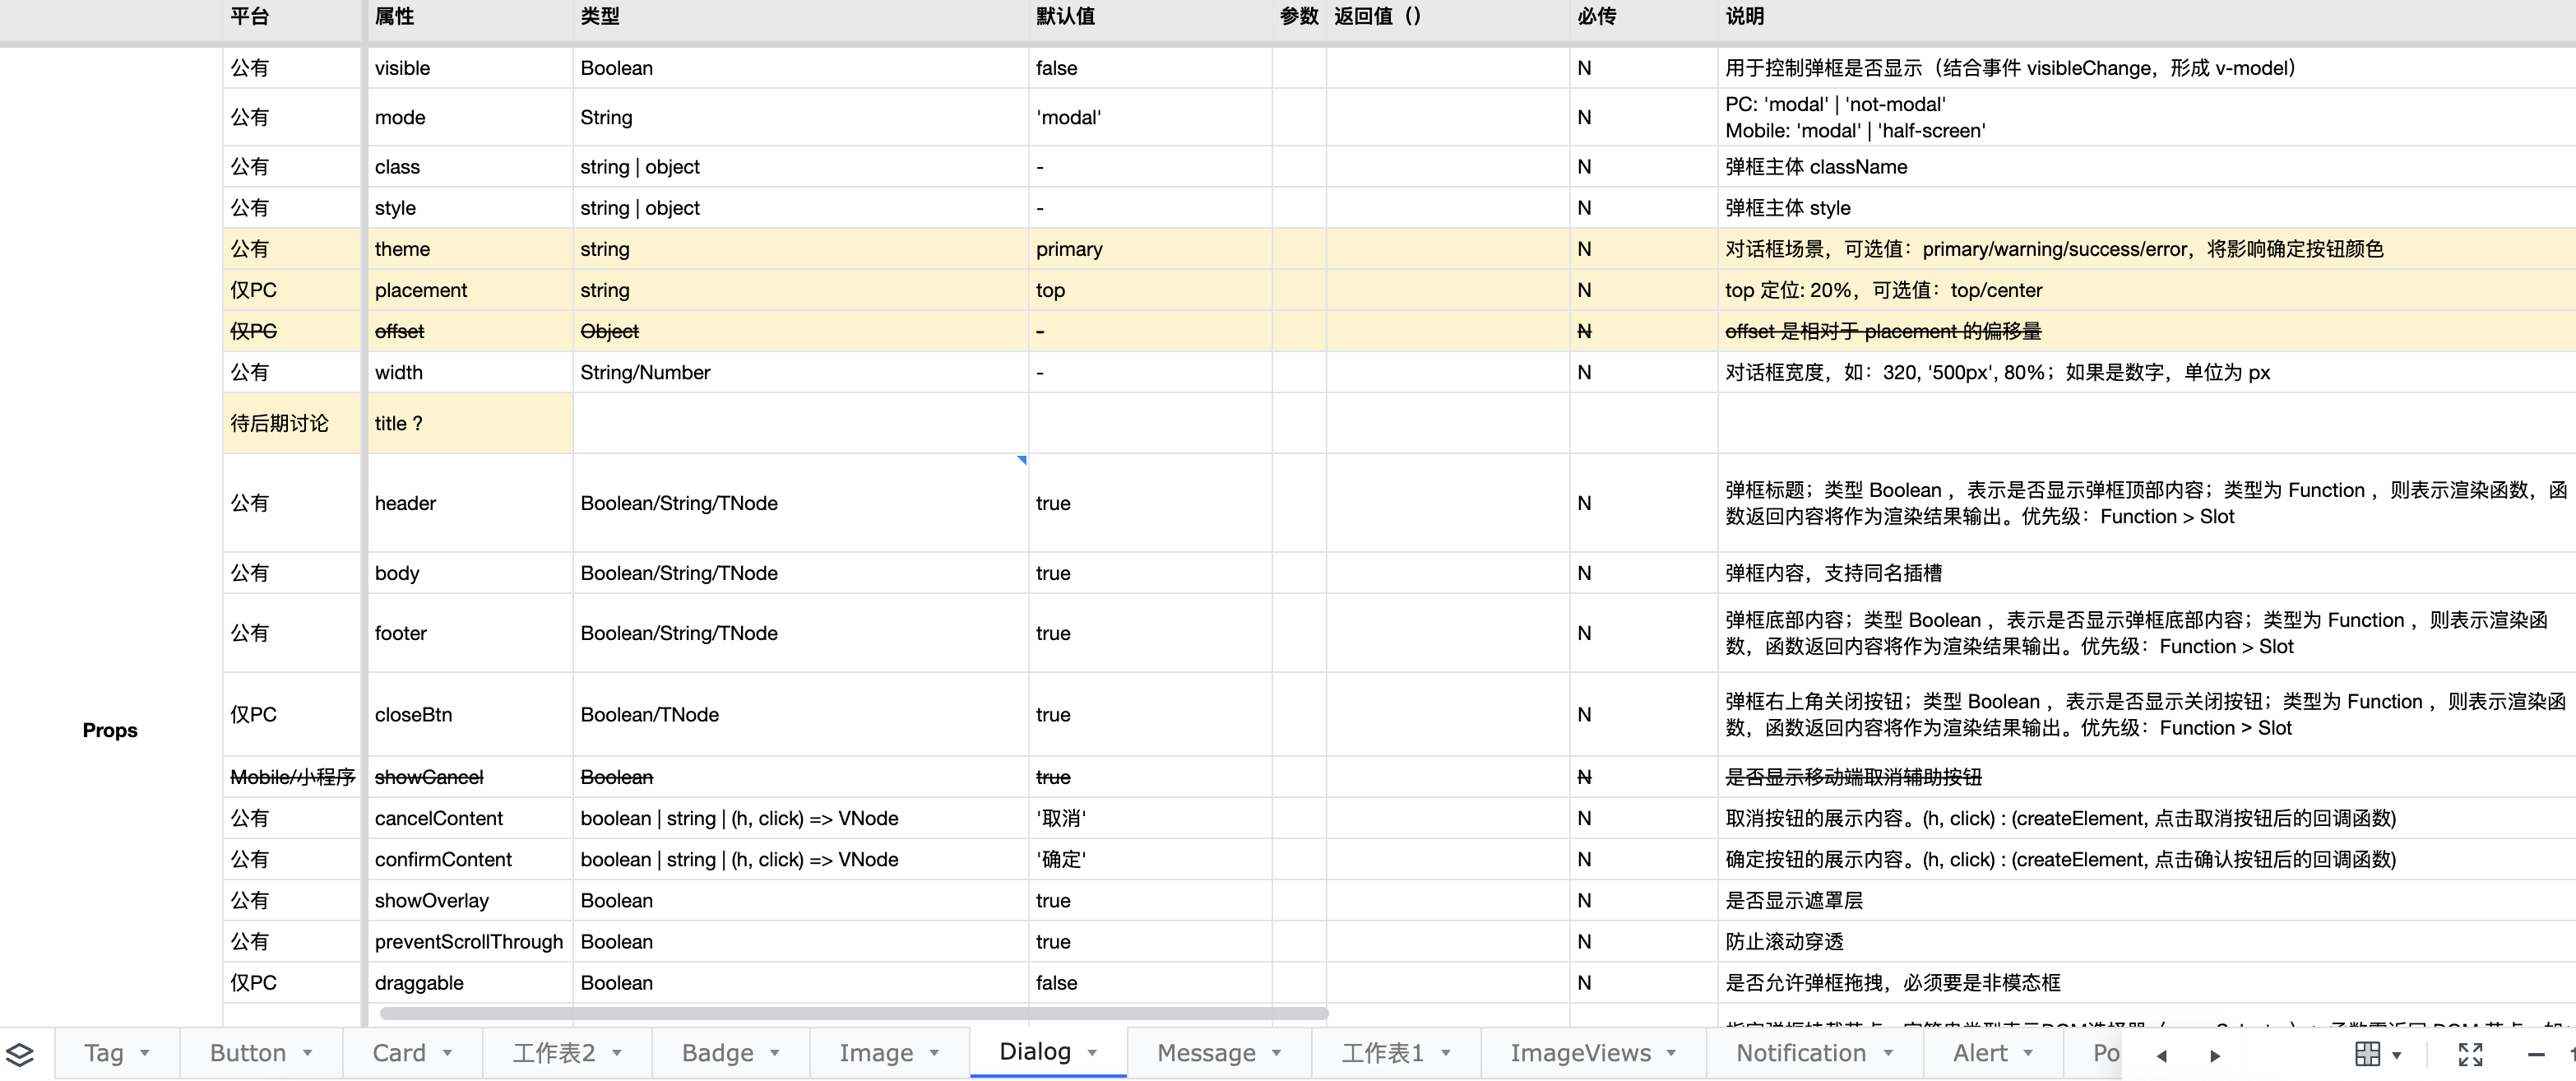 平台 属性 类型 默认值 参数 返回值（） 必传 说明
公有 visible Boolean false N 用于控制弹框是否显示（结合事件 visibleChange，形成 v-model）
公有 mode String 'modal' N PC: 'modal' | 'not-modal'
Mobile: 'modal' | 'half-screen'
公有 class string | object - N 弹框主体 className
公有 style string | object - N 弹框主体 style
公有 theme string primary N 对话框场景，可选值：primary/warning/success/error，将影响确定按钮颜色
仅PC placement string top N top 定位: 20%，可选值：top/center
仅PC offset Object - N offset 是相对于 placement 的偏移量
公有 width String/Number - N 对话框宽度，如：320, '500px', 80%；如果是数字，单位为 px
待后期讨论 title ?
公有 header Boolean/String/TNode true N 弹框标题；类型 Boolean ，表示是否显示弹框顶部内容；类型为 Function ，则表示渲染函数，函
数返回内容将作为渲染结果输出。优先级：Function > Slot
公有 body Boolean/String/TNode true N 弹框内容，支持同名插槽
公有 footer Boolean/String/TNode true N 弹框底部内容；类型 Boolean ，表示是否显示弹框底部内容；类型为 Function ，则表示渲染函
数，函数返回内容将作为渲染结果输出。优先级：Function > Slot
Props
仅PC closeBtn Boolean/TNode true N 弹框右上角关闭按钮；类型 Boolean ，表示是否显示关闭按钮；类型为 Function ，则表示渲染函
数，函数返回内容将作为渲染结果输出。优先级：Function > Slot
Mobile/小程序 showCancel Boolean true N 是否显示移动端取消辅助按钮
公有 cancelContent boolean | string | (h, click) => VNode '取消' N 取消按钮的展示内容。(h, click) : (createElement, 点击取消按钮后的回调函数)
公有 confirmContent boolean | string | (h, click) => VNode '确定' N 确定按钮的展示内容。(h, click) : (createElement, 点击确认按钮后的回调函数)
公有 showOverlay Boolean true N 是否显示遮罩层
公有 preventScrollThrough Boolean true N 防止滚动穿透
仅PC draggable Boolean false N 是否允许弹框拖拽，必须要是非模态框
Tag Button Card 工作表2 Badge Image Dialog Message 工作表1 ImageViews Notification Alert Po